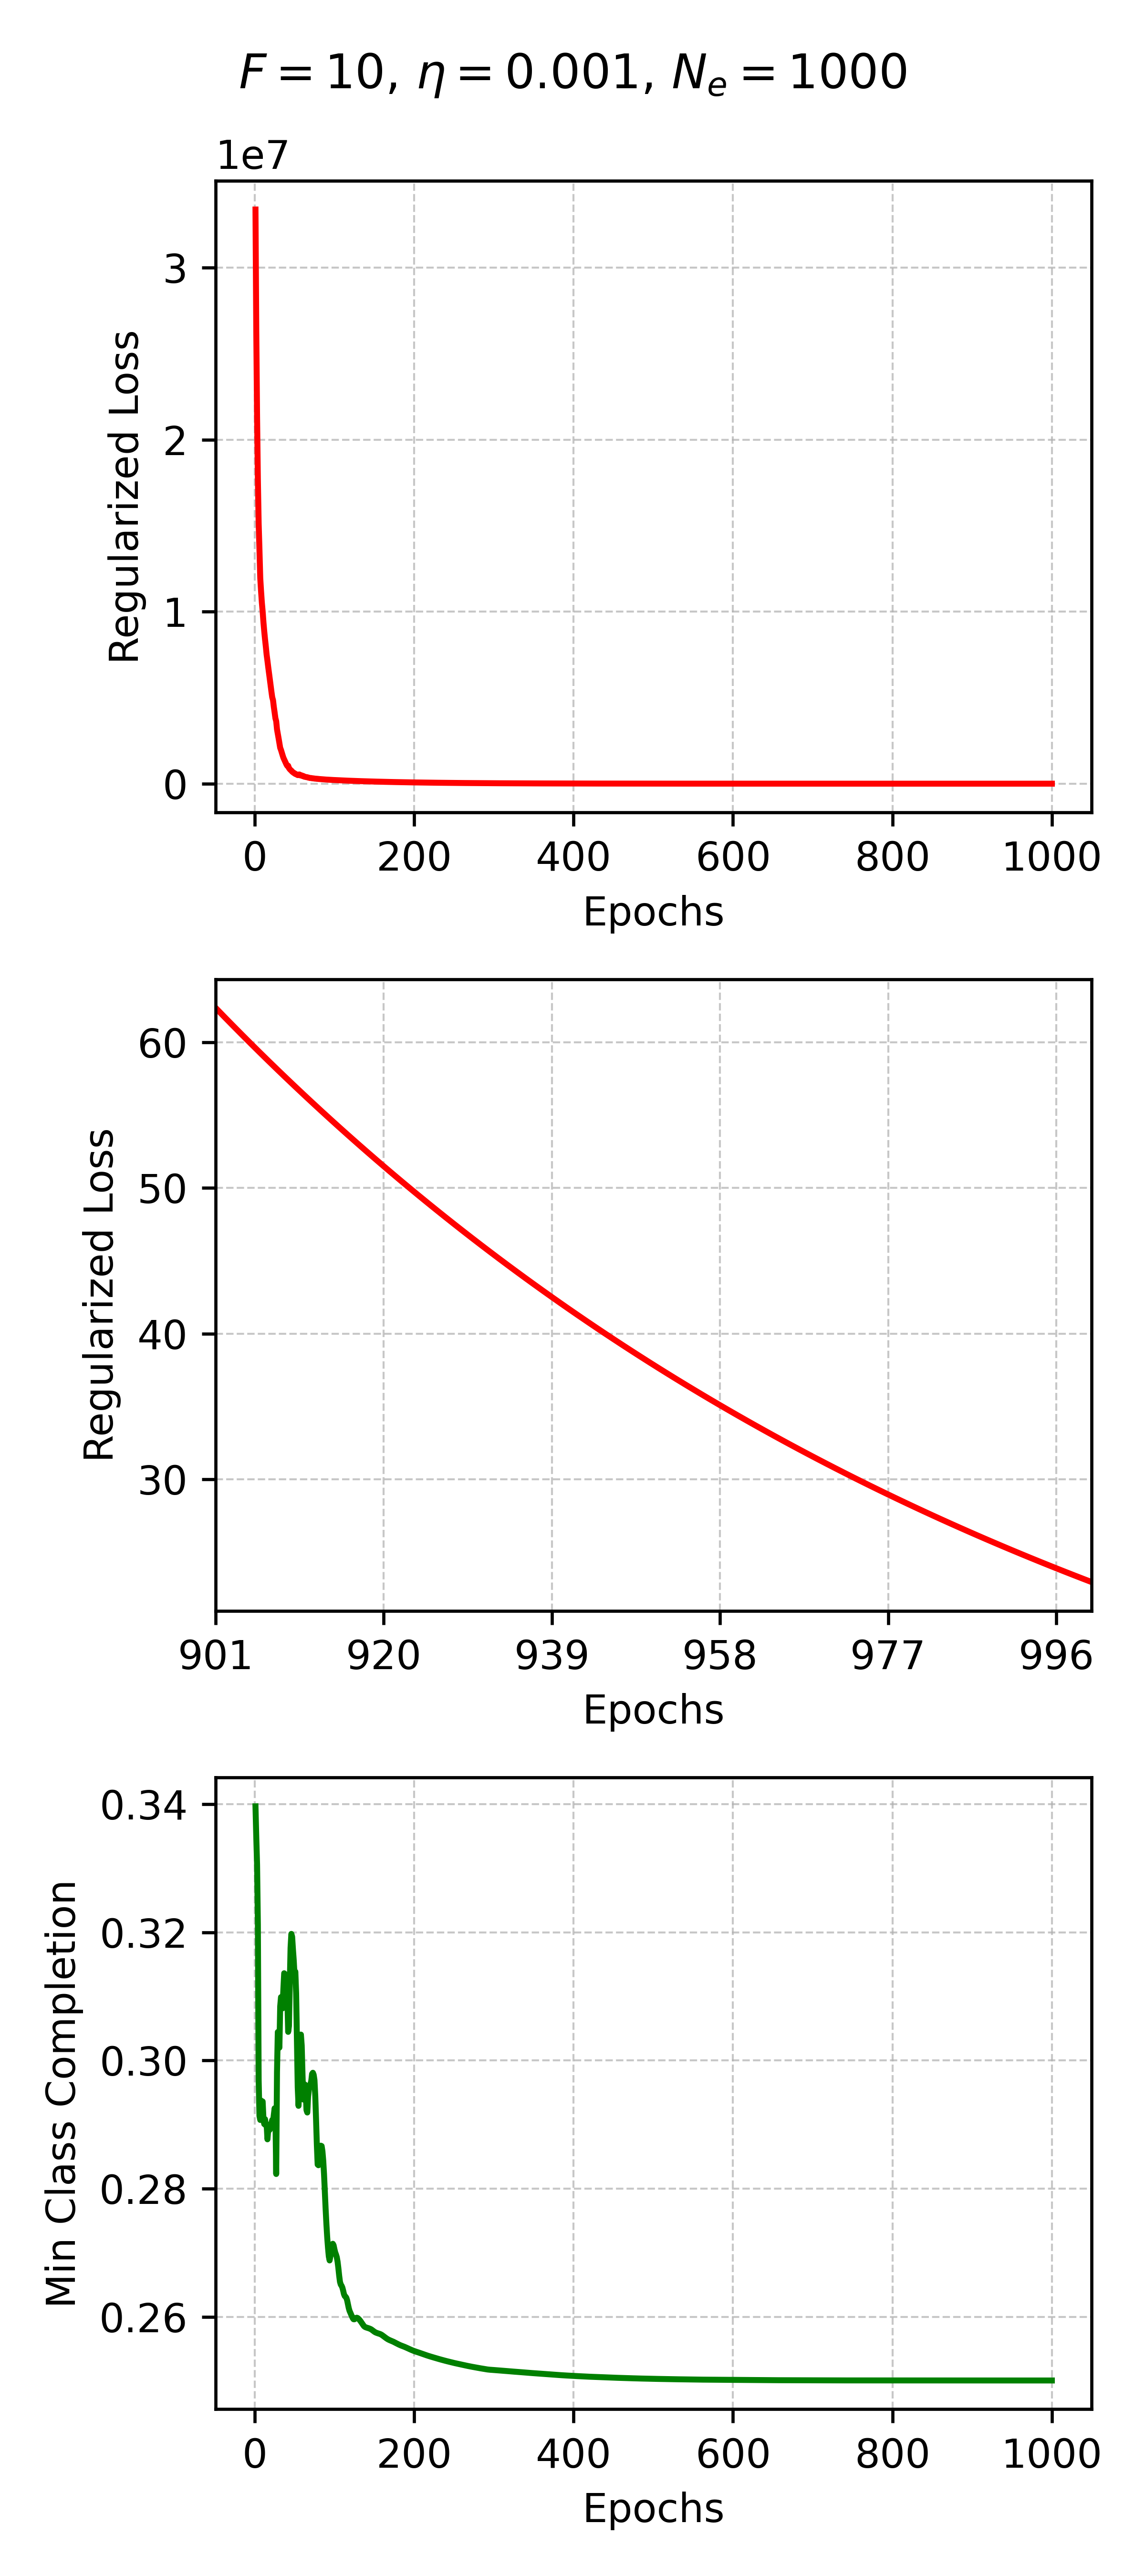 F = 10, η = 0.001, Nₑ = 1000
1e7
3
2
1
0
Regularized Loss
0 200 400 600 800 1000
Epochs
60
50
40
30
Regularized Loss
901 920 939 958 977 996
Epochs
0.34
0.32
0.30
0.28
0.26
Min Class Completion
0 200 400 600 800 1000
Epochs